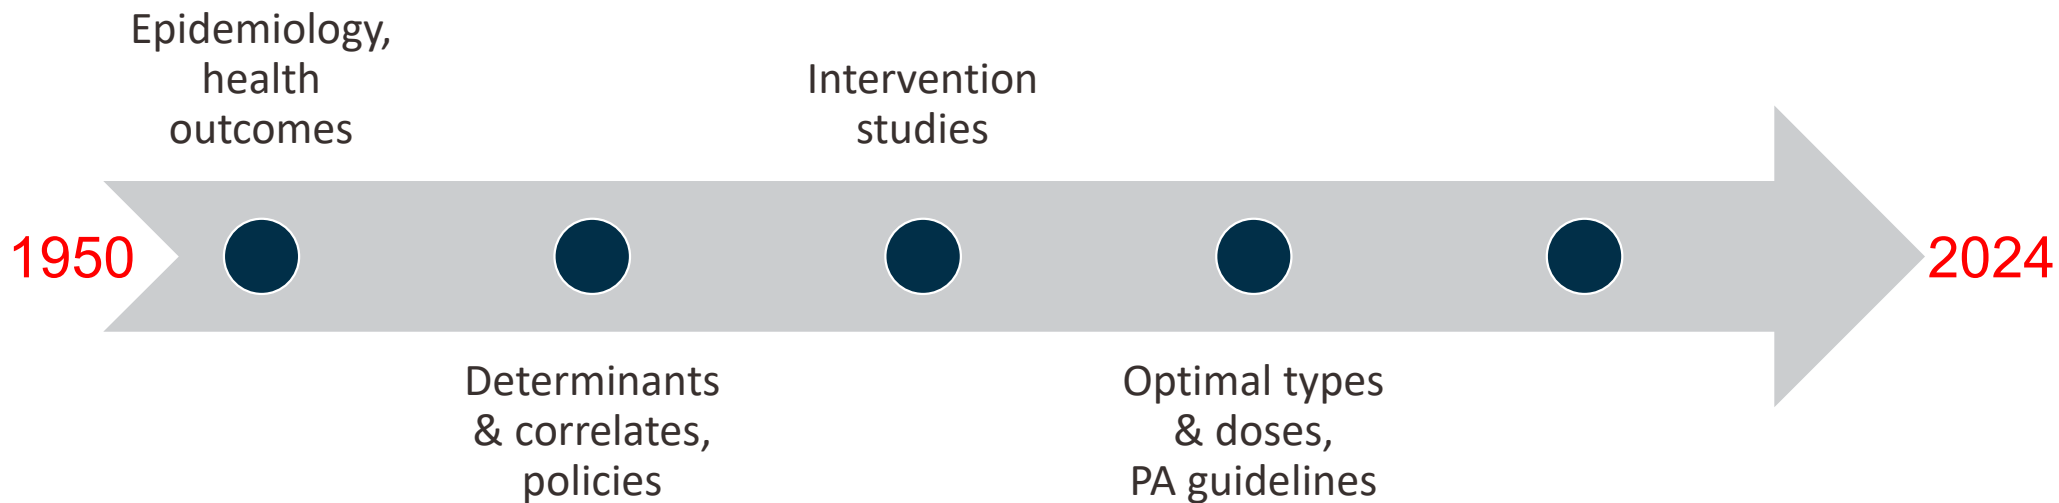 Epidemiology,
health
outcomes
Intervention
studies
1950
2024
Determinants
& correlates,
policies
Optimal types
& doses,
PA guidelines